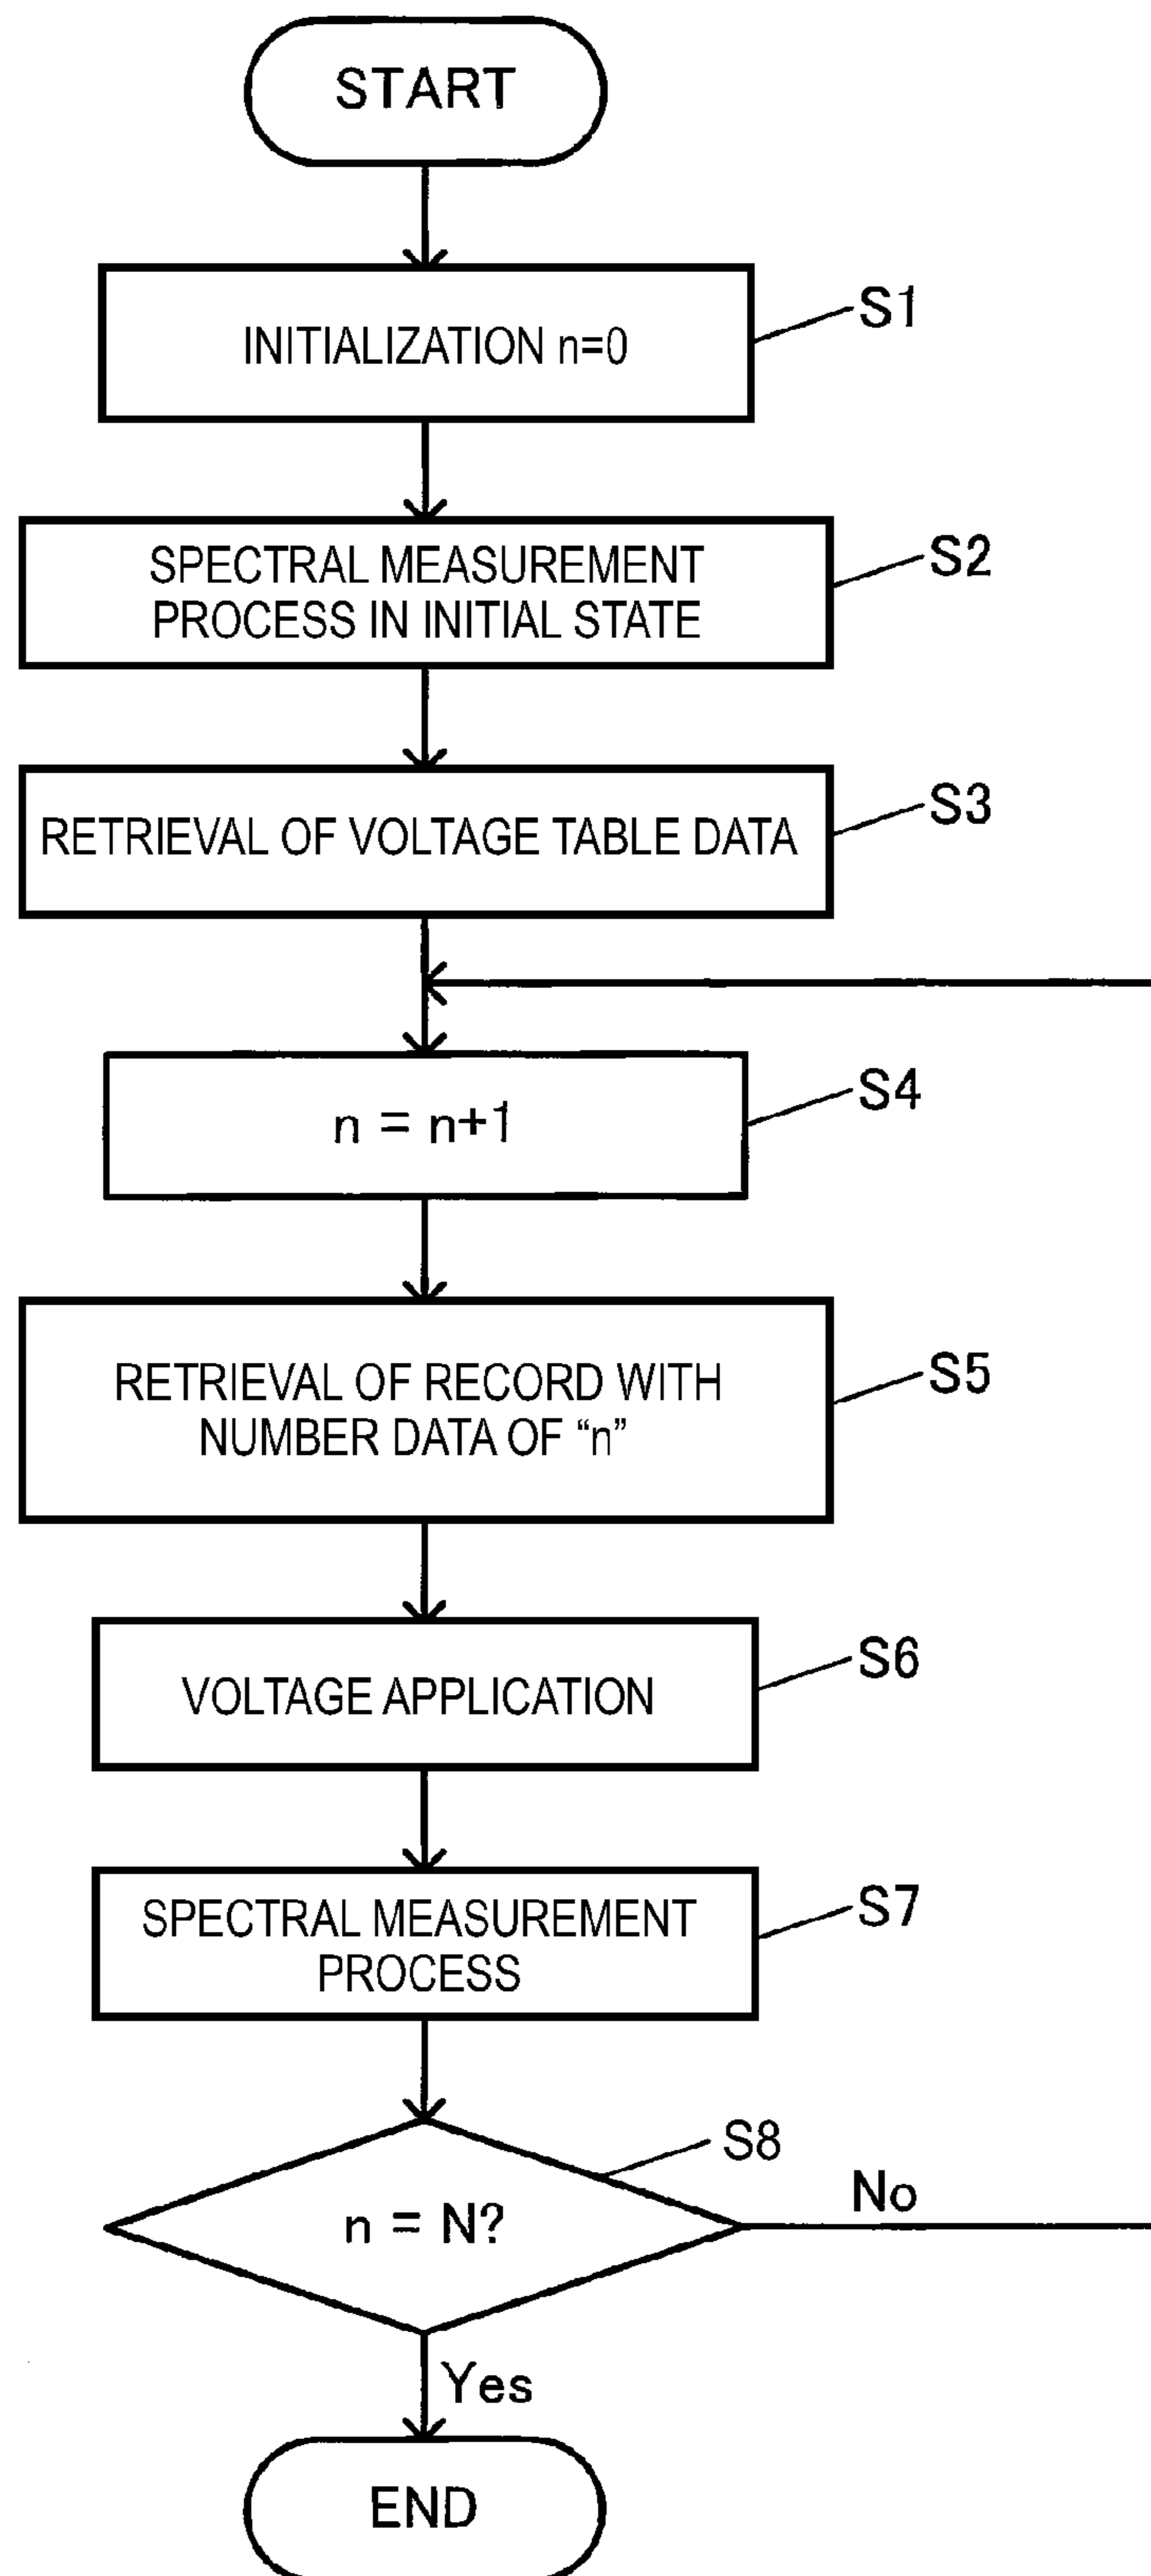 START
INITIALIZATION n=0
S1
SPECTRAL MEASUREMENT
PROCESS IN INITIAL STATE
S2
RETRIEVAL OF VOLTAGE TABLE DATA
S3
n = n+1
S4
RETRIEVAL OF RECORD WITH
NUMBER DATA OF “n”
S5
VOLTAGE APPLICATION
S6
SPECTRAL MEASUREMENT
PROCESS
S7
n = N?
S8
No
Yes
END